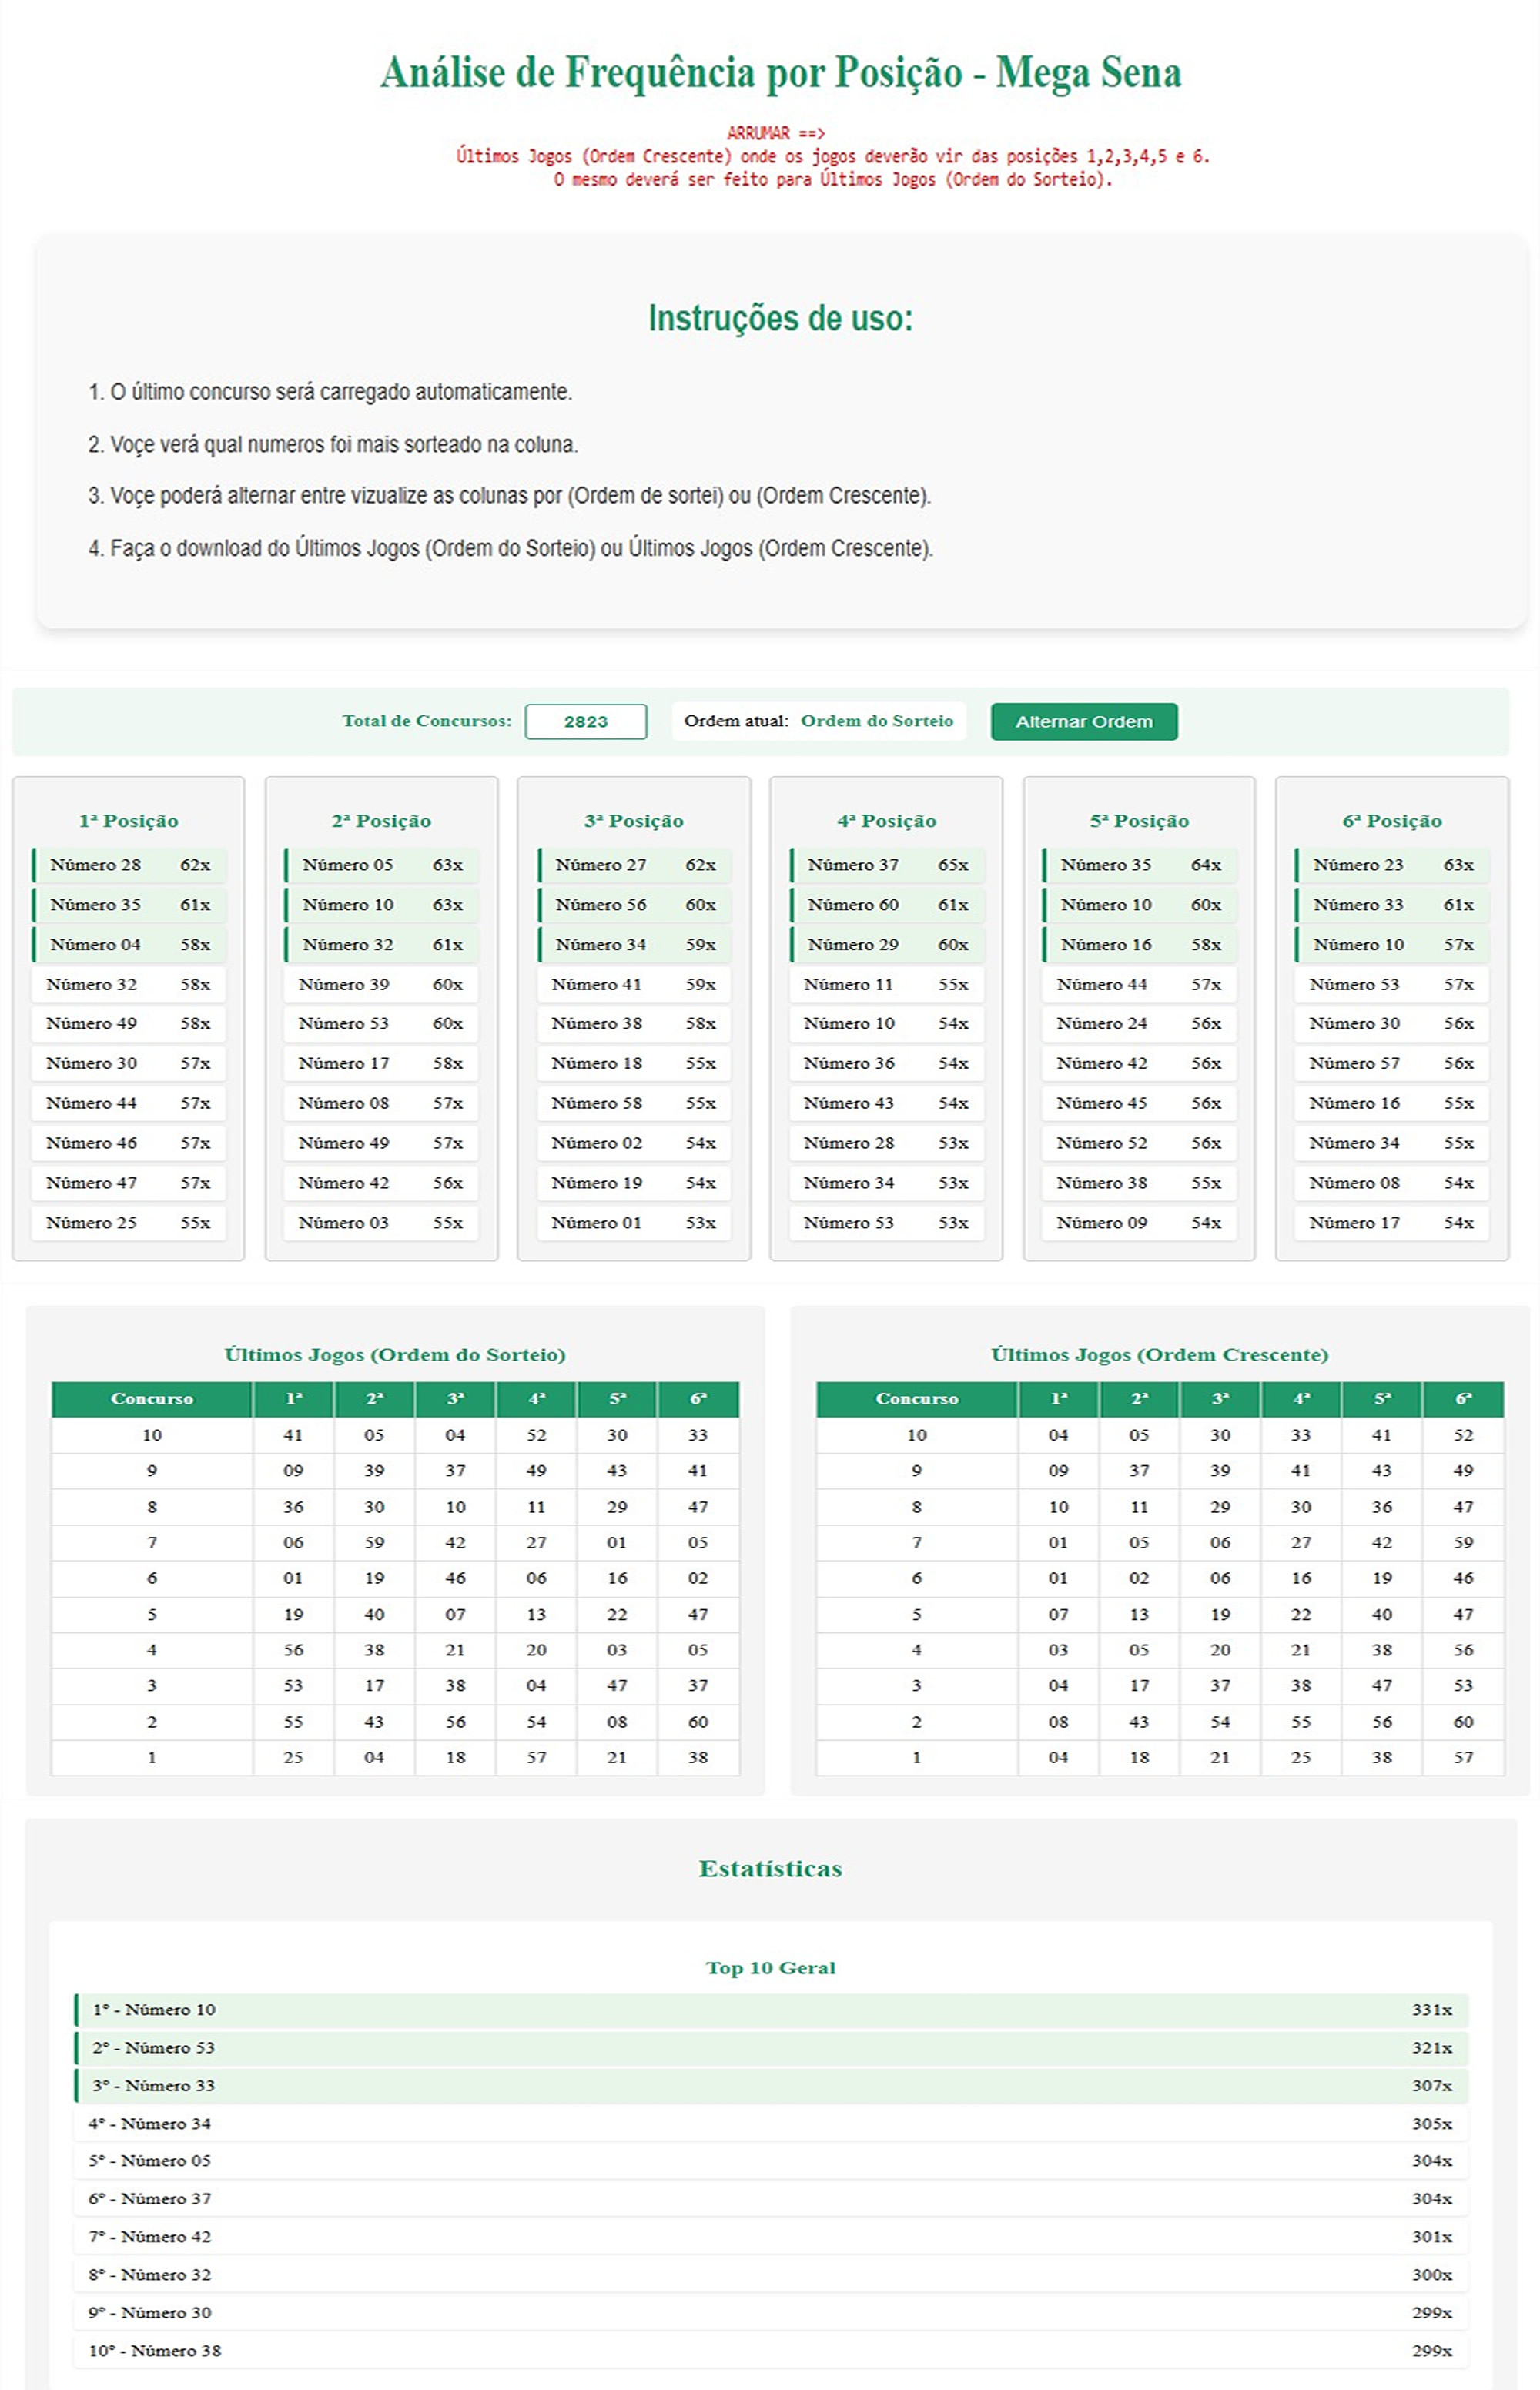 Análise de Frequência por Posição - Mega Sena
ARRUMAR ==>
Últimos Jogos (Ordem Crescente) onde os jogos deverão vir das posições 1,2,3,4,5 e 6.
O mesmo deverá ser feito para Últimos Jogos (Ordem do Sorteio).
Instruções de uso:
1. O último concurso será carregado automaticamente.
2. Voçe verá qual numeros foi mais sorteado na coluna.
3. Voçe poderá alternar entre vizualize as colunas por (Ordem de sortei) ou (Ordem Crescente).
4. Faça o download do Últimos Jogos (Ordem do Sorteio) ou Últimos Jogos (Ordem Crescente).
Total de Concursos: 2823 Ordem atual: Ordem do Sorteio Alternar Ordem
1ª Posição
Número 28 62x
Número 35 61x
Número 04 58x
Número 32 58x
Número 49 58x
Número 30 57x
Número 44 57x
Número 46 57x
Número 47 57x
Número 25 55x
2ª Posição
Número 05 63x
Número 10 63x
Número 32 61x
Número 39 60x
Número 53 60x
Número 17 58x
Número 08 57x
Número 49 57x
Número 42 56x
Número 03 55x
3ª Posição
Número 27 62x
Número 56 60x
Número 34 59x
Número 41 59x
Número 38 58x
Número 18 55x
Número 58 55x
Número 02 54x
Número 19 54x
Número 01 53x
4ª Posição
Número 37 65x
Número 60 61x
Número 29 60x
Número 11 55x
Número 10 54x
Número 36 54x
Número 43 54x
Número 28 53x
Número 34 53x
Número 53 53x
5ª Posição
Número 35 64x
Número 10 60x
Número 16 58x
Número 44 57x
Número 24 56x
Número 42 56x
Número 45 56x
Número 52 56x
Número 38 55x
Número 09 54x
6ª Posição
Número 23 63x
Número 33 61x
Número 10 57x
Número 53 57x
Número 30 56x
Número 57 56x
Número 16 55x
Número 34 55x
Número 08 54x
Número 17 54x
Últimos Jogos (Ordem do Sorteio)
Concurso 1ª 2ª 3ª 4ª 5ª 6ª
10 41 05 04 52 30 33
9 09 39 37 49 43 41
8 36 30 10 11 29 47
7 06 59 42 27 01 05
6 01 19 46 06 16 02
5 19 40 07 13 22 47
4 56 38 21 20 03 05
3 53 17 38 04 47 37
2 55 43 56 54 08 60
1 25 04 18 57 21 38
Últimos Jogos (Ordem Crescente)
Concurso 1ª 2ª 3ª 4ª 5ª 6ª
10 04 05 30 33 41 52
9 09 37 39 41 43 49
8 10 11 29 30 36 47
7 01 05 06 27 42 59
6 01 02 06 16 19 46
5 07 13 19 22 40 47
4 03 05 20 21 38 56
3 04 17 37 38 47 53
2 08 43 54 55 56 60
1 04 18 21 25 38 57
Estatísticas
Top 10 Geral
1º - Número 10 331x
2º - Número 53 321x
3º - Número 33 307x
4º - Número 34 305x
5º - Número 05 304x
6º - Número 37 304x
7º - Número 42 301x
8º - Número 32 300x
9º - Número 30 299x
10º - Número 38 299x